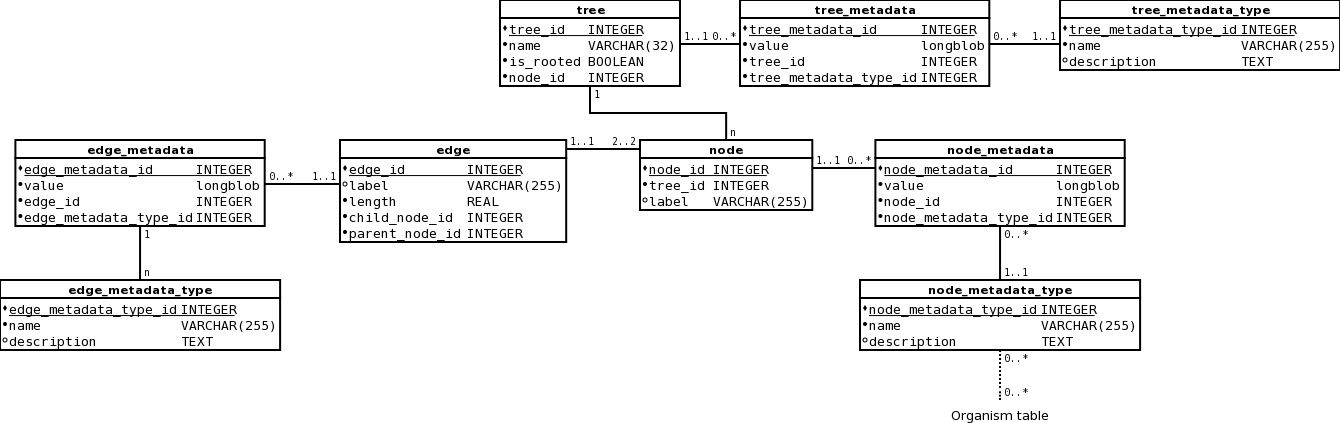 tree
tree_id INTEGER
name VARCHAR(32)
is_rooted BOOLEAN
node_id INTEGER
1..1 0..*
tree_metadata
tree_metadata_id INTEGER
value longblob
tree_id INTEGER
tree_metadata_type_id INTEGER
0..* 1..1
tree_metadata_type
tree_metadata_type_id INTEGER
name VARCHAR(255)
description TEXT
1
n
edge_metadata
edge_metadata_id INTEGER
value longblob
edge_id INTEGER
edge_metadata_type_id INTEGER
0..* 1..1
edge
edge_id INTEGER
label VARCHAR(255)
length REAL
child_node_id INTEGER
parent_node_id INTEGER
1..1 2..2
node
node_id INTEGER
tree_id INTEGER
label VARCHAR(255)
1..1 0..*
node_metadata
node_metadata_id INTEGER
value longblob
node_id INTEGER
node_metadata_type_id INTEGER
1
n
0..*
1..1
edge_metadata_type
edge_metadata_type_id INTEGER
name VARCHAR(255)
description TEXT
node_metadata_type
node_metadata_type_id INTEGER
name VARCHAR(255)
description TEXT
0..*
0..*
Organism table